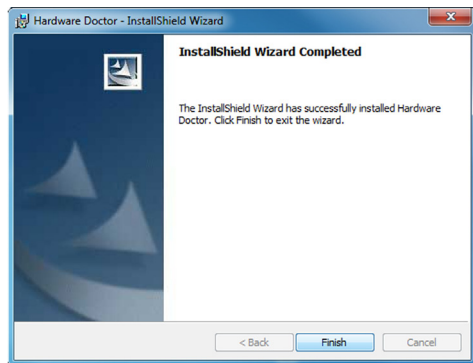 Hardware Doctor - InstallShield Wizard
InstallShield Wizard Completed
The InstallShield Wizard has successfully installed Hardware
Doctor. Click Finish to exit the wizard.
< Back
Finish
Cancel